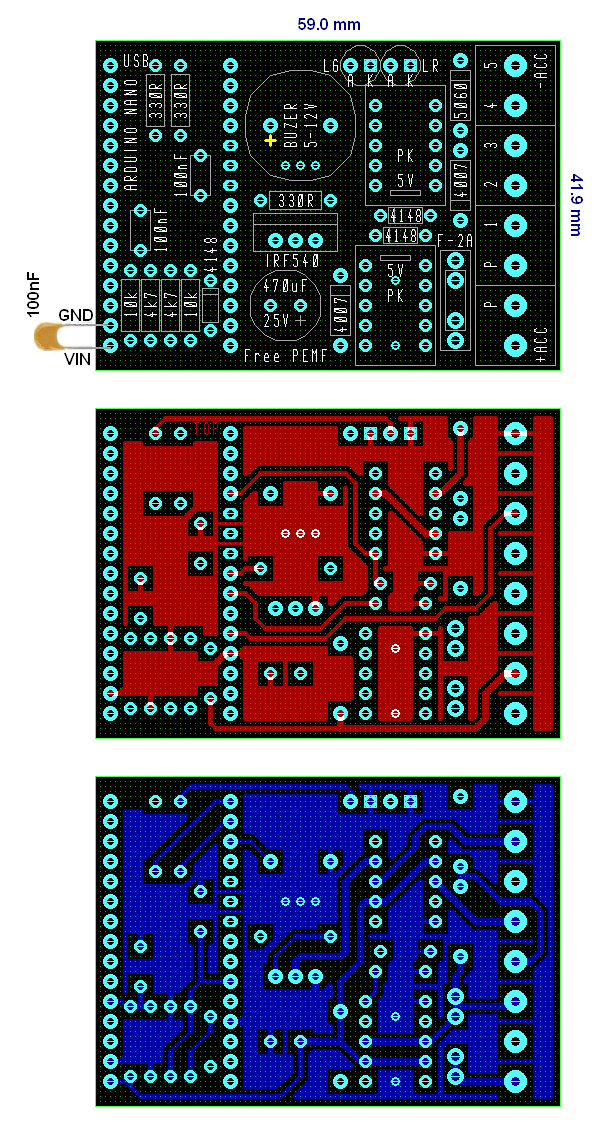 59.0 mm
USB
LG
LR
A K A K
ARDUINO NANO
330R
330R
BUZER
5-12V
+
5060
5
-ACC
4
PK
5V
100nF
4007
3
2
41.9 mm
330R
4148
4148
F-2A
1
P
100nF
4148
IRF540
5V
PK
470uF
25V +
4007
P
+ACC
10k
4k7
4k7
10k
100nF
GND
VIN
Free PEMF
TOP